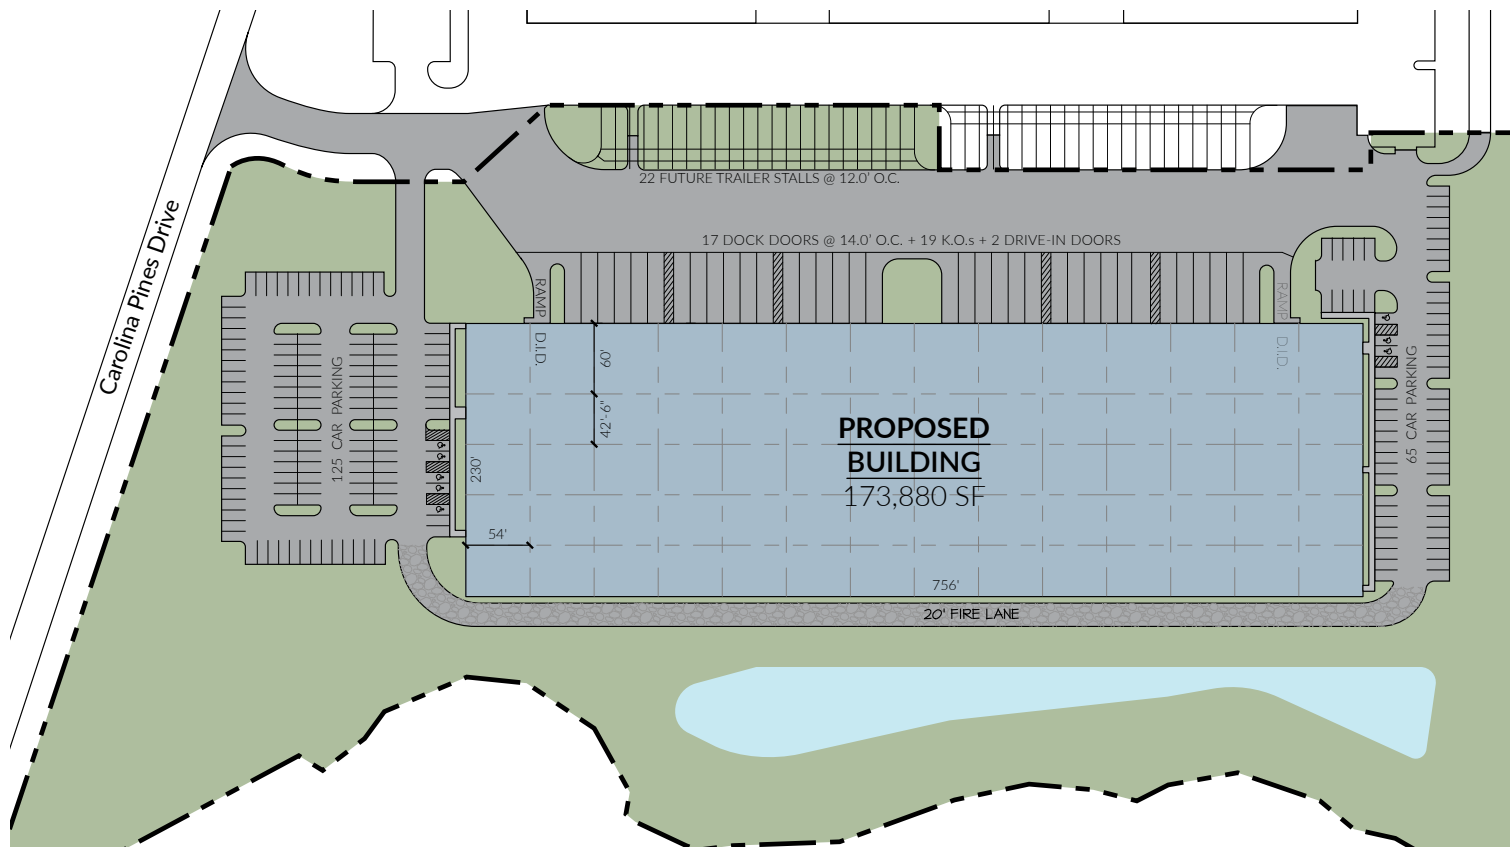 22 FUTURE TRAILER STALLS @ 12.0' O.C.
17 DOCK DOORS @ 14.0' O.C. + 19 K.O.s + 2 DRIVE-IN DOORS
Carolina Pines Drive
RAMP
D.I.D.
RAMP
D.I.D.
60'
42'-6"
125 CAR PARKING
65 CAR PARKING
PROPOSED
BUILDING
173,880 SF
230'
54'
756'
20' FIRE LANE